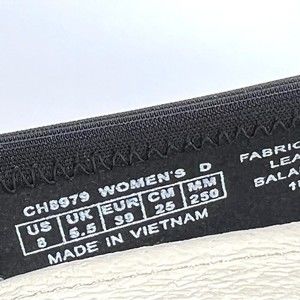 CH8979 WOMEN'S D
US UK EUR CM MM
8 5.5 39 25 250
MADE IN VIETNAM
FABRIC
LEA
BALA
1